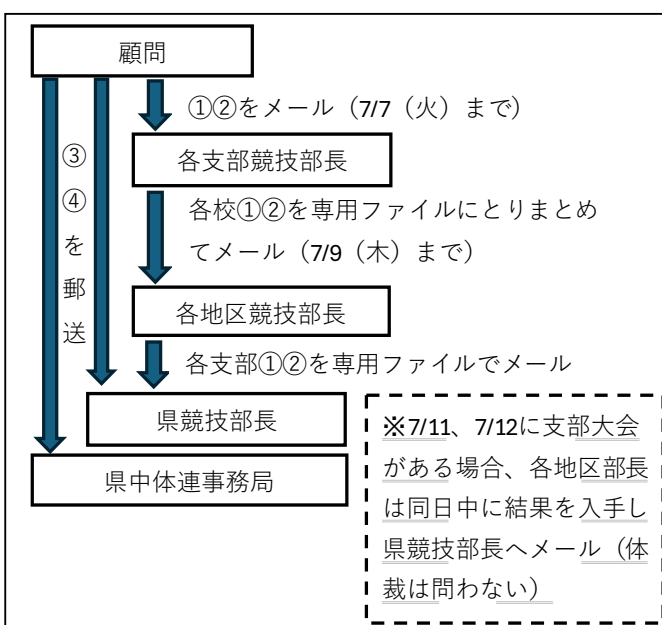 顧問
①②をメール（7/7（火）まで）
③④を郵送
各支部競技部長
各校①②を専用ファイルにとりまとめ
てメール（7/9（木）まで）
各地区競技部長
各支部①②を専用ファイルでメール
県競技部長
県中体連事務局
※7/11、7/12に支部大会
がある場合、各地区部長
は同日中に結果を入手し
県競技部長へメール（体
裁は問わない）